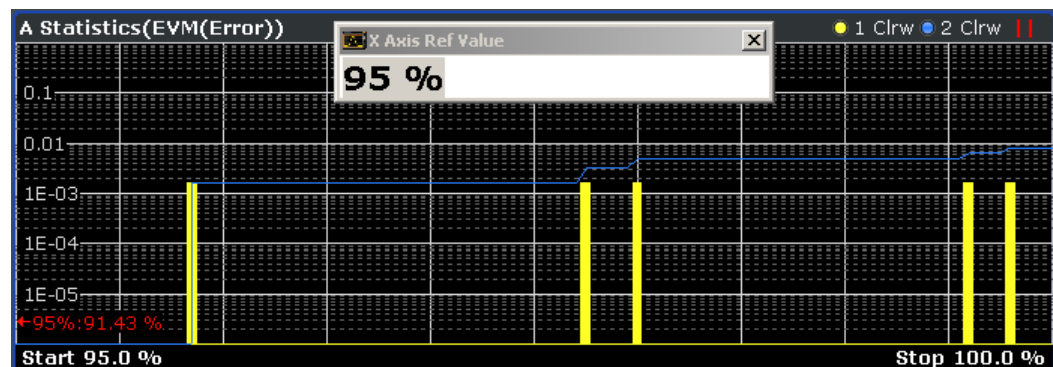 A Statistics(EVM(Error))
1 Clrw 2 Clrw
X Axis Ref Value
95 %
0.1
0.01
1E-03
1E-04
1E-05
95%:91.43 %
Start 95.0 %
Stop 100.0 %